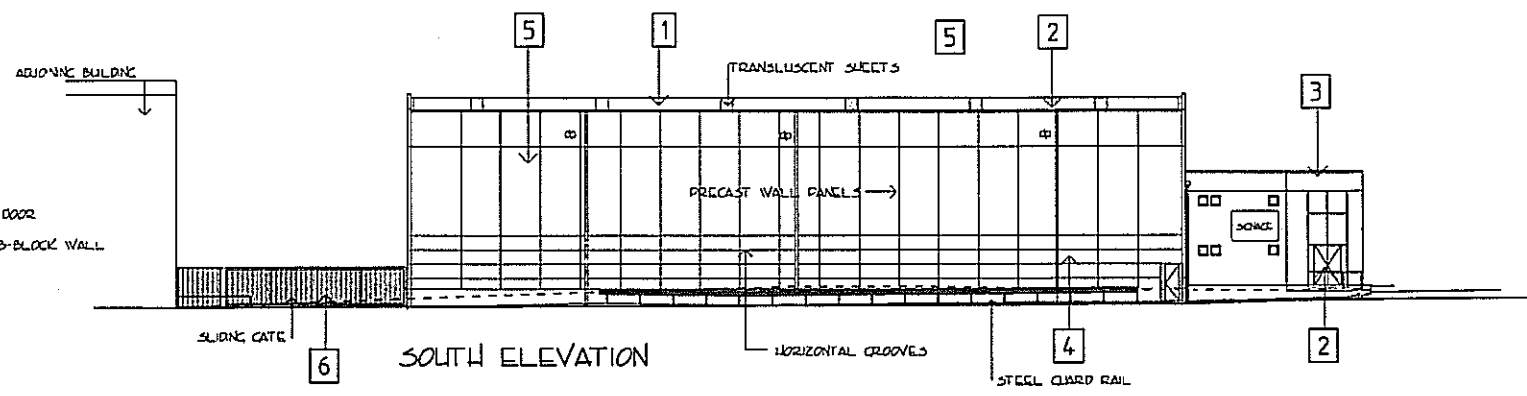 5
1
5
2
ADJOINING BUILDING
TRANSLUSCENT SHEETS
3
PRECAST WALL PANELS
DOOR
B-BLOCK WALL
SIGNAGE
SLIDING GATE
6
SOUTH ELEVATION
HORIZONTAL GROOVES
4
STEEL GUARD RAIL
2